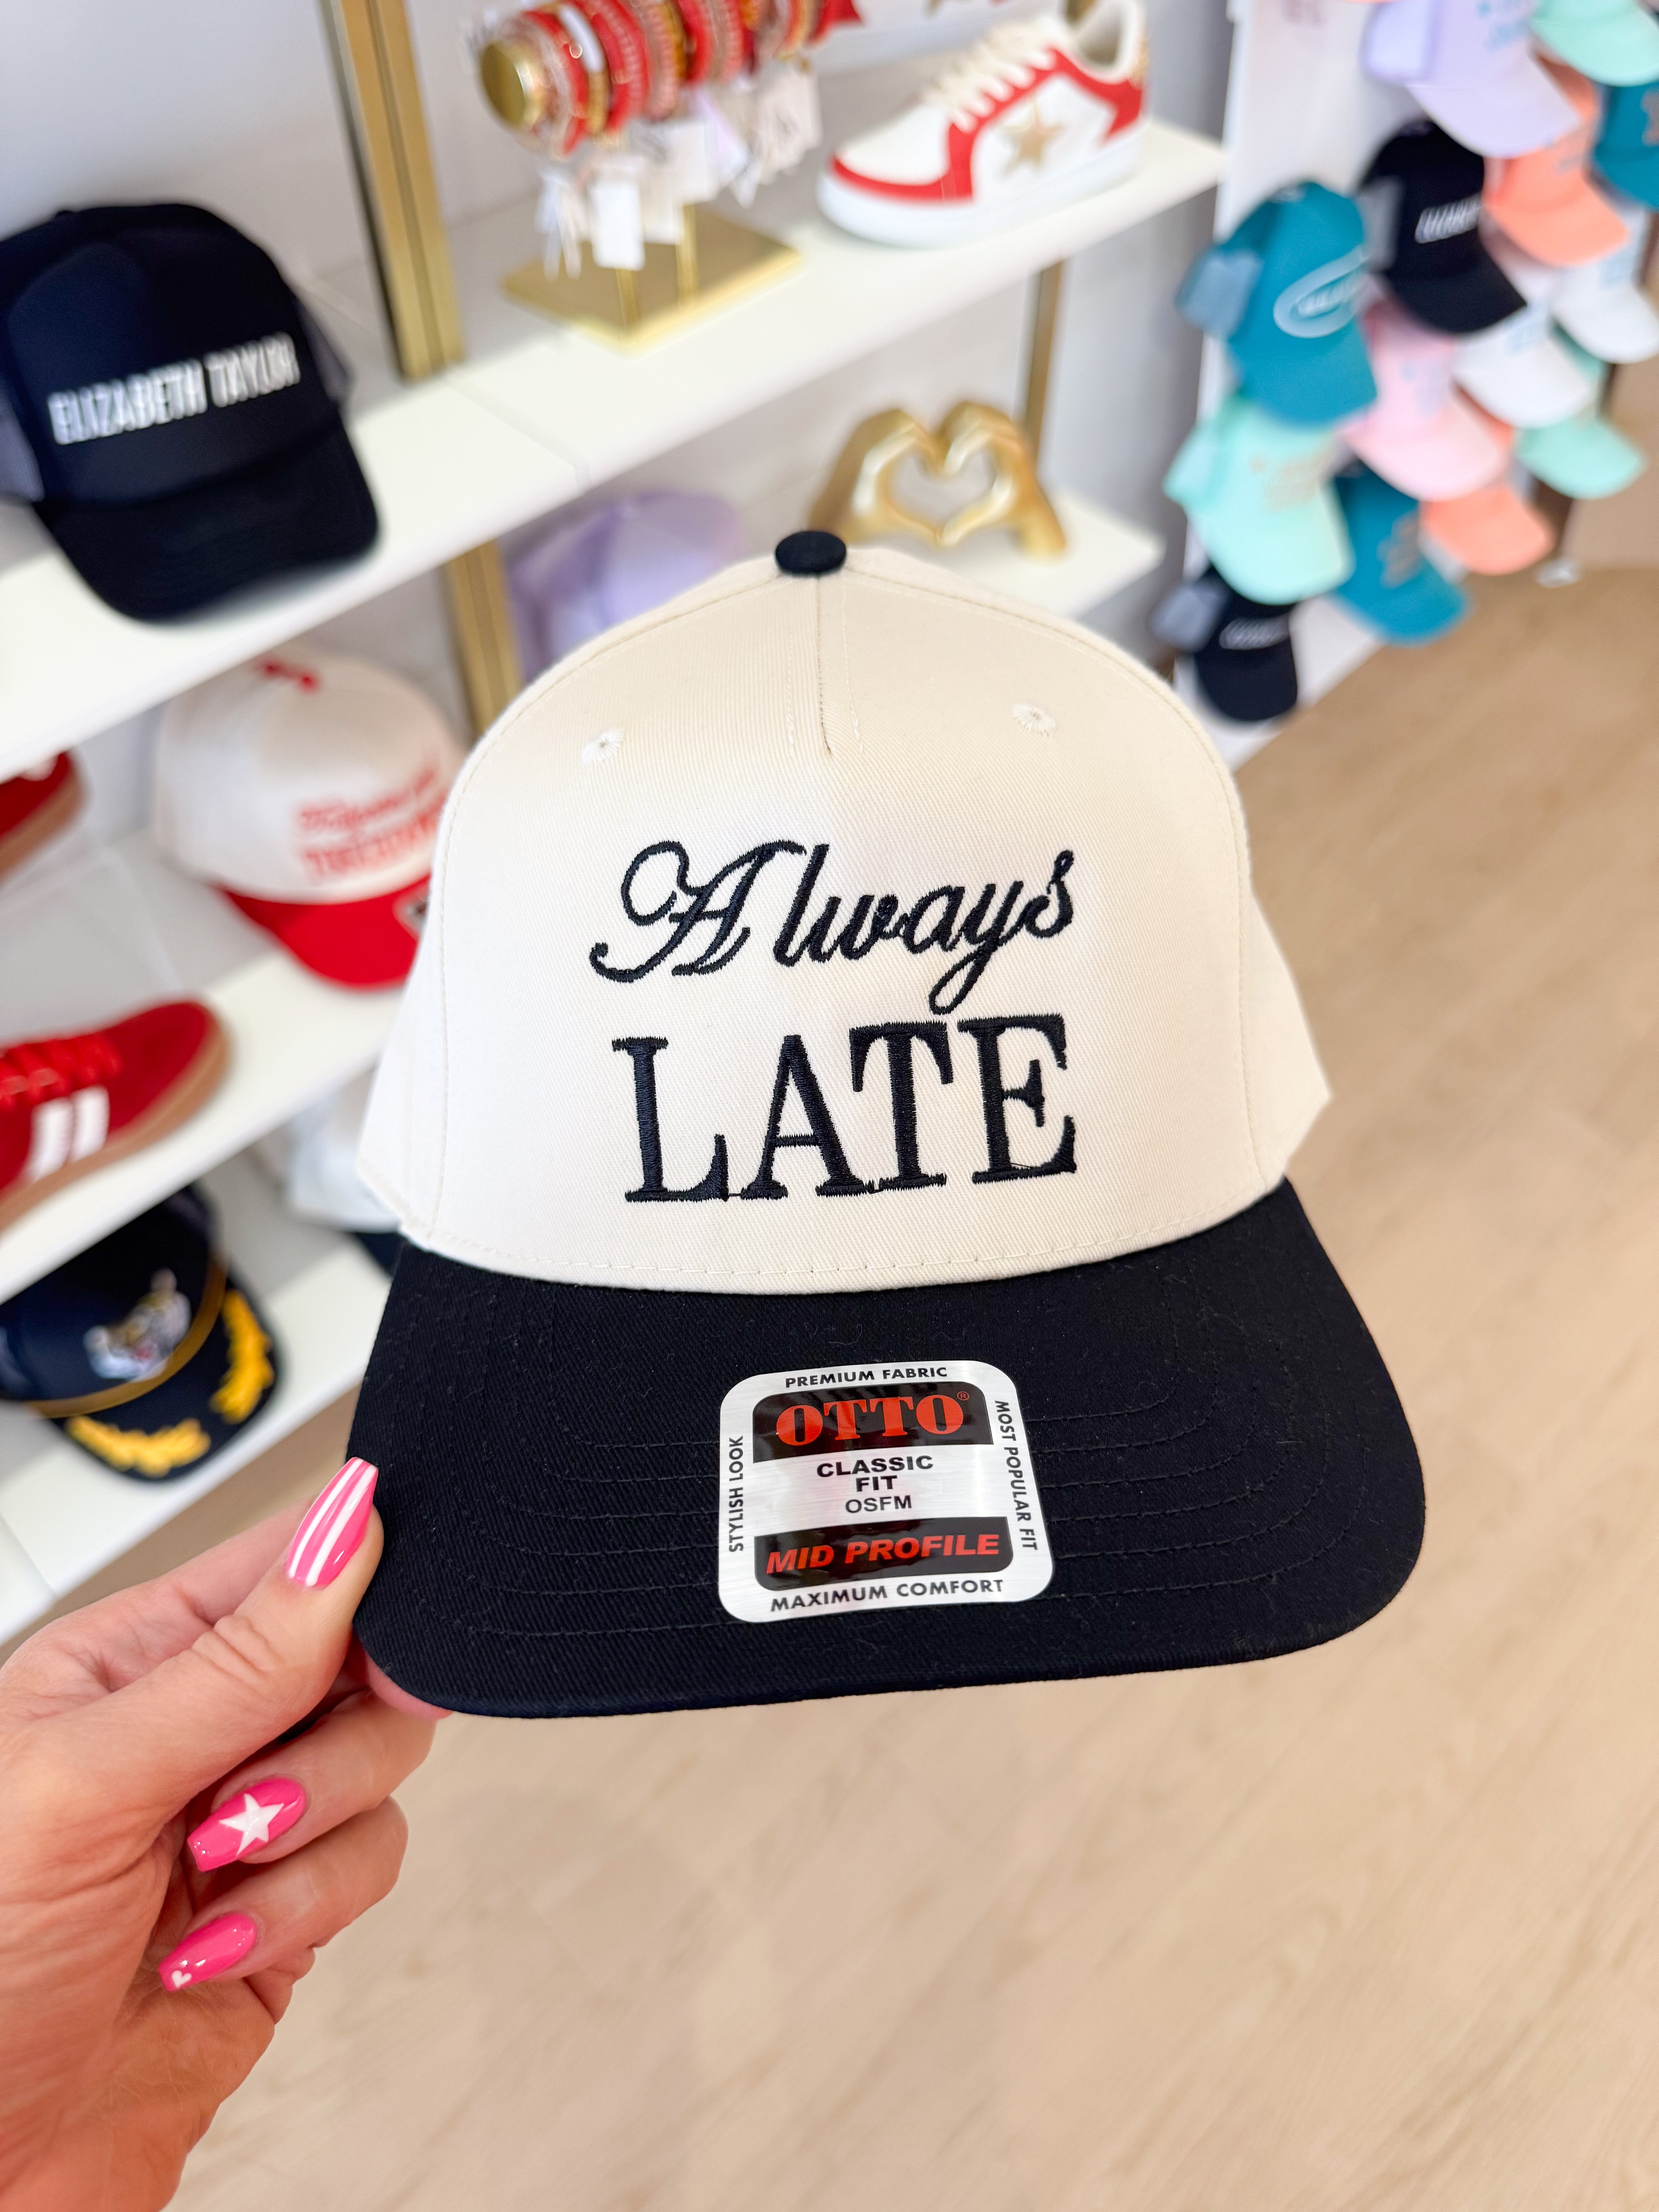 ELIZABETH TAYLOR
Always
LATE
PREMIUM FABRIC
OTTO®
STYLISH LOOK
CLASSIC
FIT
OSFM
MOST POPULAR FIT
MID PROFILE
MAXIMUM COMFORT